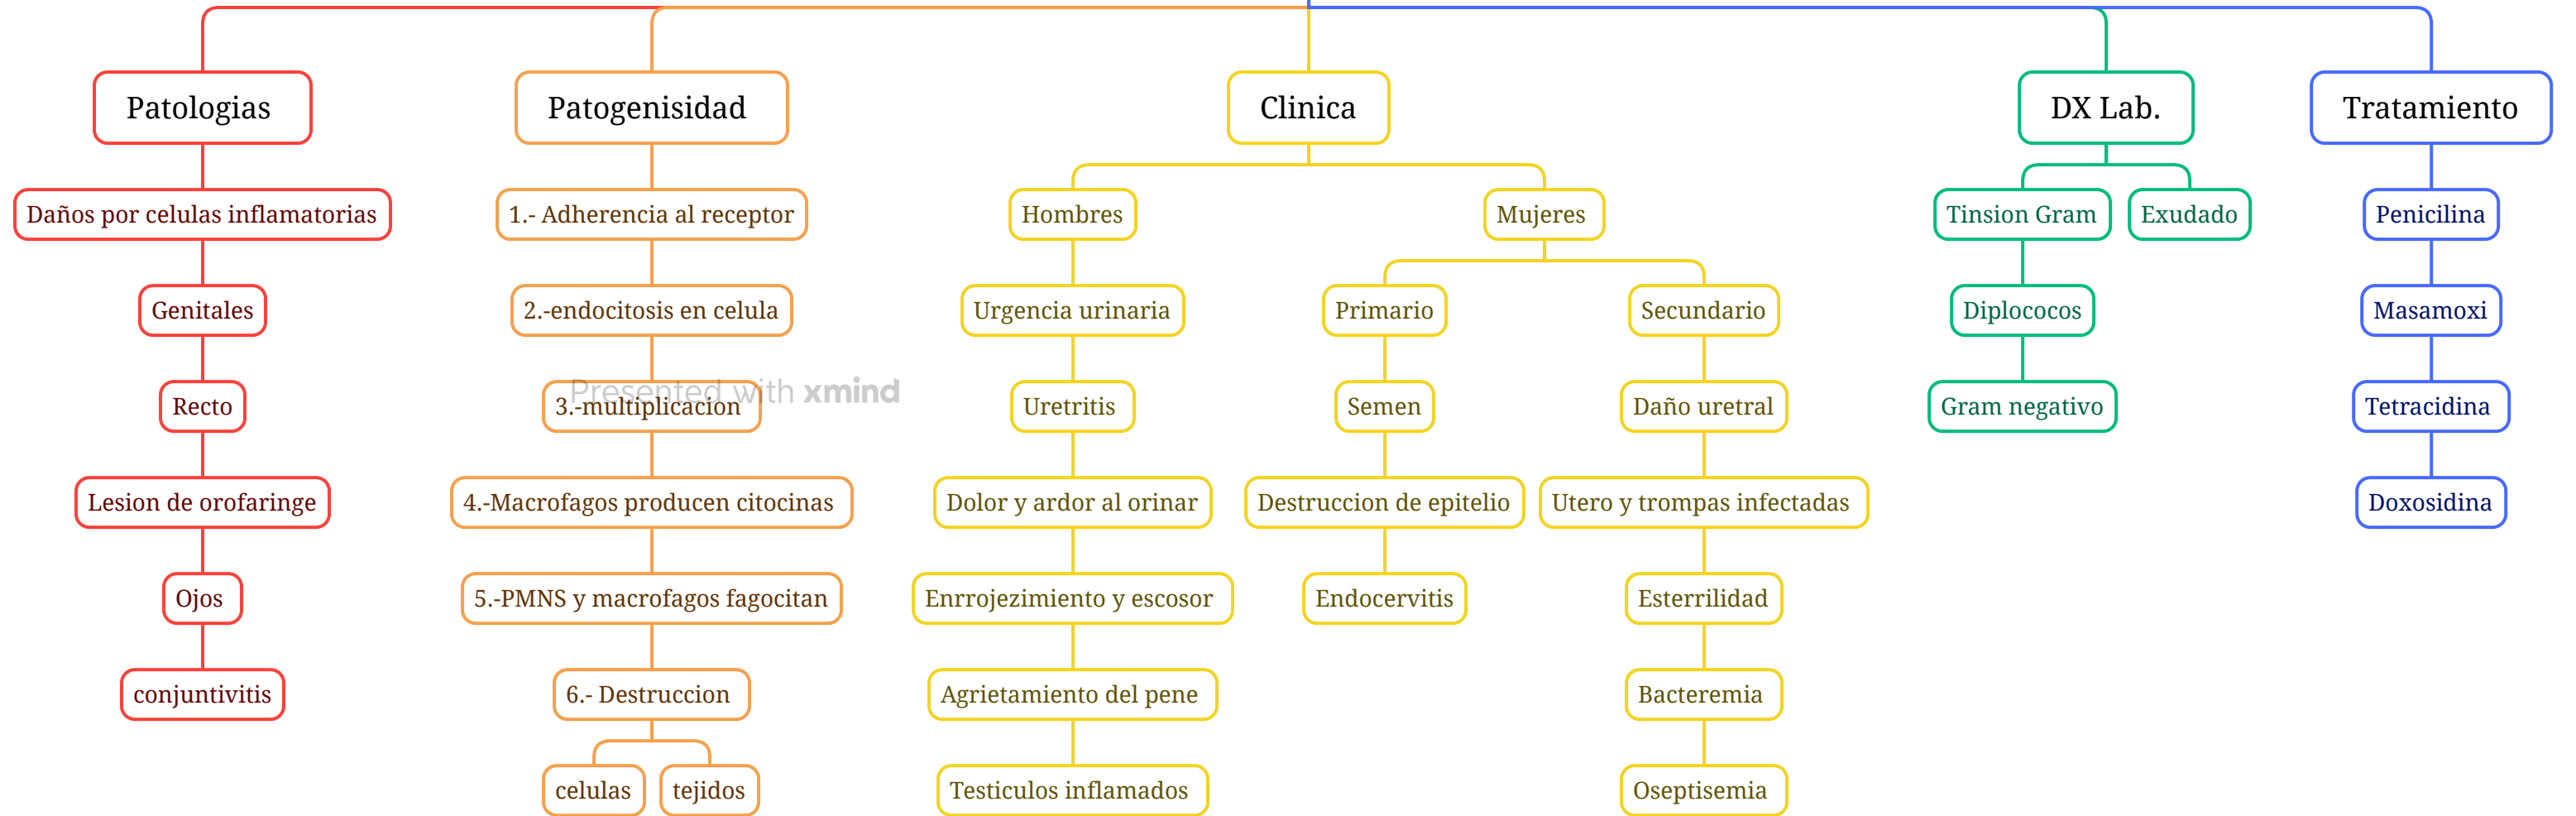 Patologias
Daños por celulas inflamatorias
Genitales
Recto
Lesion de orofaringe
Ojos
conjuntivitis
Patogenisidad
1.- Adherencia al receptor
2.-endocitosis en celula
3.-multiplicacion
4.-Macrofagos producen citocinas
5.-PMNS y macrofagos fagocitan
6.- Destruccion
celulas
tejidos
Clinica
Hombres
Urgencia urinaria
Uretritis
Dolor y ardor al orinar
Enrrojezimiento y escosor
Agrietamiento del pene
Testiculos inflamados
Mujeres
Primario
Semen
Destruccion de epitelio
Endocervitis
Secundario
Daño uretral
Utero y trompas infectadas
Esterrilidad
Bacteremia
Oseptisemia
DX Lab.
Tinsion Gram
Diplococos
Gram negativo
Exudado
Tratamiento
Penicilina
Masamoxi
Tetracidina
Doxosidina
Presented with xmind